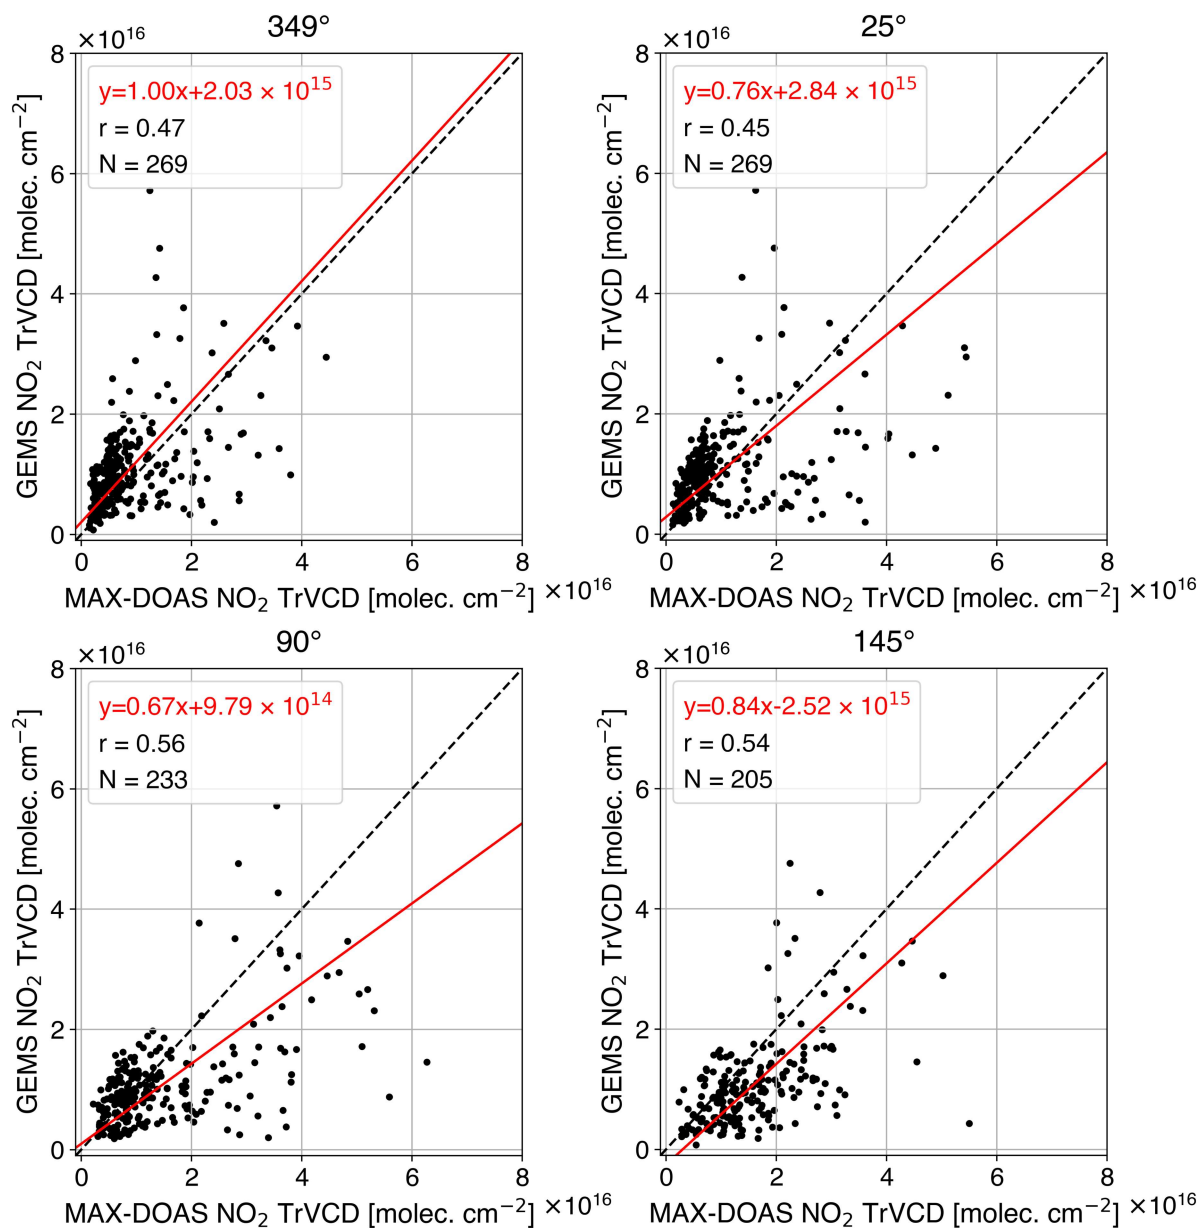 349°
×10¹⁶
y=1.00x+2.03 × 10¹⁵
r = 0.47
N = 269
8
6
4
2
0
GEMS NO₂ TrVCD [molec. cm⁻²]
0 2 4 6 8
MAX-DOAS NO₂ TrVCD [molec. cm⁻²] ×10¹⁶
25°
×10¹⁶
y=0.76x+2.84 × 10¹⁵
r = 0.45
N = 269
8
6
4
2
0
GEMS NO₂ TrVCD [molec. cm⁻²]
0 2 4 6 8
MAX-DOAS NO₂ TrVCD [molec. cm⁻²] ×10¹⁶
90°
×10¹⁶
y=0.67x+9.79 × 10¹⁴
r = 0.56
N = 233
8
6
4
2
0
GEMS NO₂ TrVCD [molec. cm⁻²]
0 2 4 6 8
MAX-DOAS NO₂ TrVCD [molec. cm⁻²] ×10¹⁶
145°
×10¹⁶
y=0.84x-2.52 × 10¹⁵
r = 0.54
N = 205
8
6
4
2
0
GEMS NO₂ TrVCD [molec. cm⁻²]
0 2 4 6 8
MAX-DOAS NO₂ TrVCD [molec. cm⁻²] ×10¹⁶